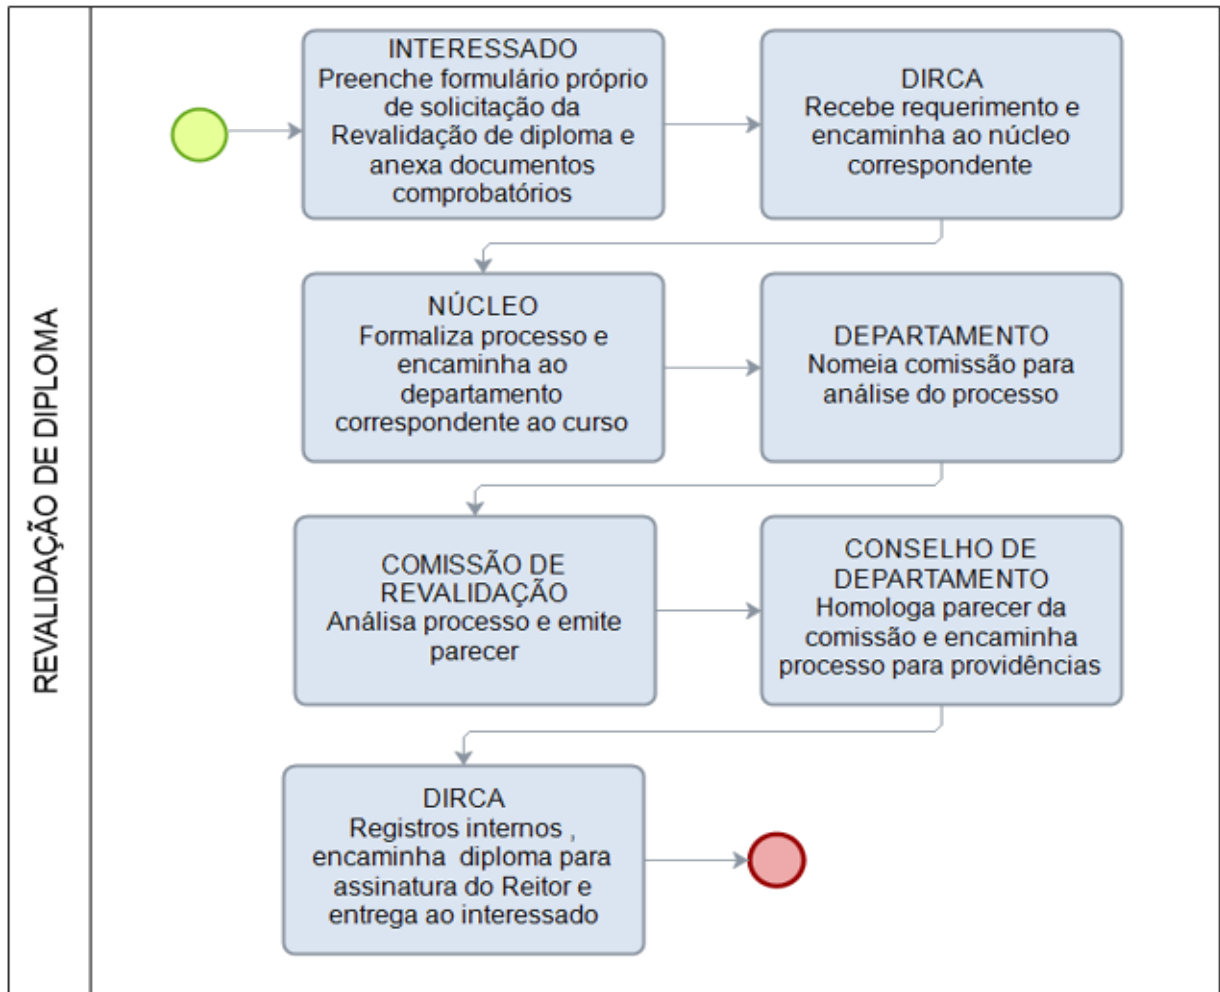 REVALIDAÇÃO DE DIPLOMA
INTERESSADO
Preenche formulário próprio
de solicitação da
Revalidação de diploma e
anexa documentos
comprobatórios
DIRCA
Recebe requerimento e
encaminha ao núcleo
correspondente
NÚCLEO
Formaliza processo e
encaminha ao
departamento
correspondente ao curso
DEPARTAMENTO
Nomeia comissão para
análise do processo
COMISSÃO DE
REVALIDAÇÃO
Análisa processo e emite
parecer
CONSELHO DE
DEPARTAMENTO
Homologa parecer da
comissão e encaminha
processo para providências
DIRCA
Registros internos ,
encaminha  diploma para
assinatura do Reitor e
entrega ao interessado